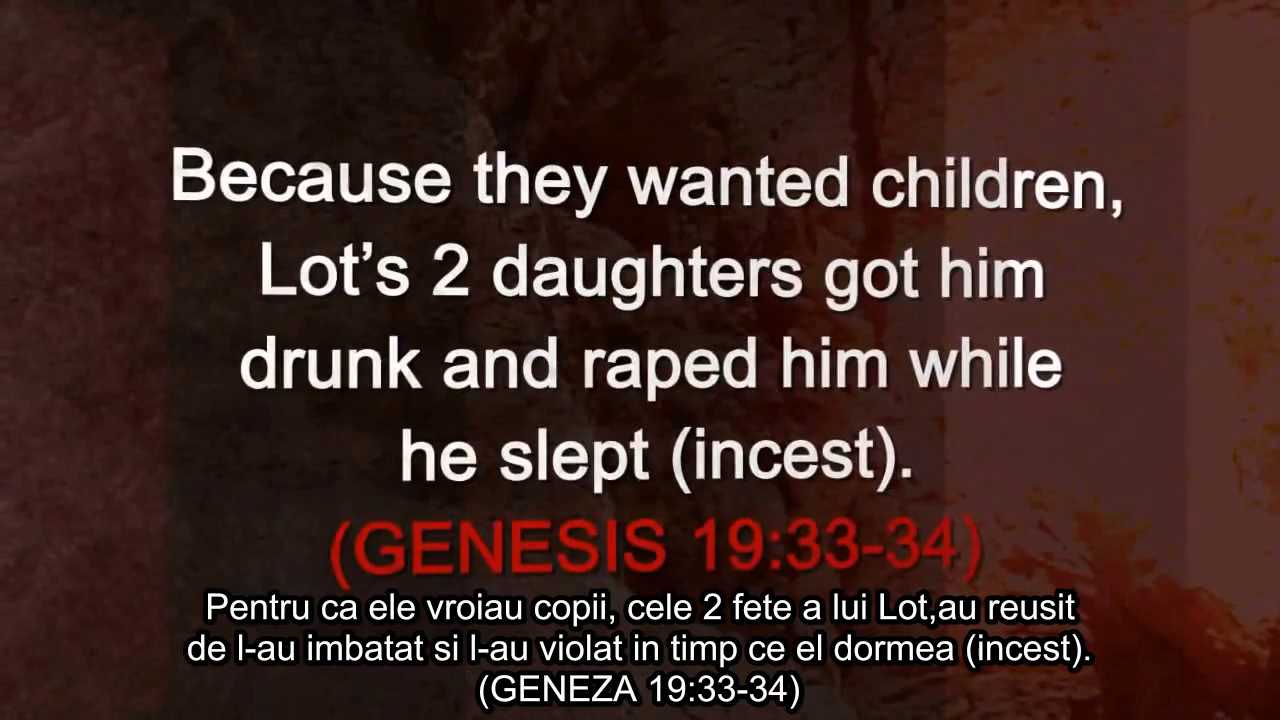 Because they wanted children,
Lot’s 2 daughters got him
drunk and raped him while
he slept (incest).
(GENESIS 19:33-34)
Pentru ca ele vroiau copii, cele 2 fete a lui Lot,au reusit
de l-au imbatat si l-au violat in timp ce el dormea (incest).
(GENEZA 19:33-34)